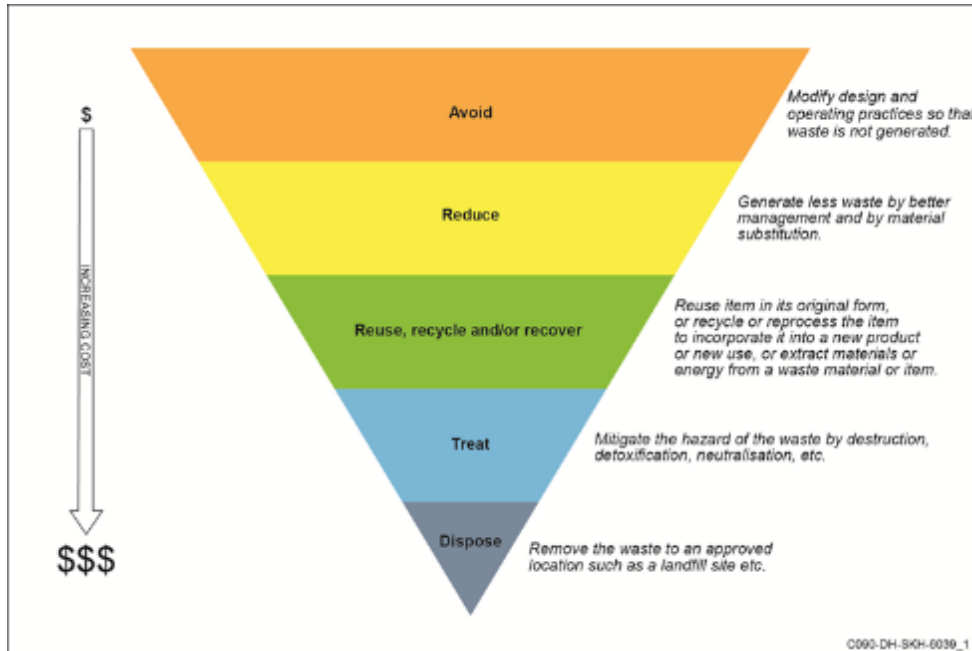 Avoid
Modify design and
operating practices so that
waste is not generated.
$
Reduce
Generate less waste by better
management and by material
substitution.
INCREASING COST
Reuse, recycle and/or recover
Reuse item in its original form,
or recycle or reprocess the item
to incorporate it into a new product
or new use, or extract materials or
energy from a waste material or item.
Treat
Mitigate the hazard of the waste by destruction,
detoxification, neutralisation, etc.
$$$
Dispose
Remove the waste to an approved
location such as a landfill site etc.
C090-DH-SKH-6039_1